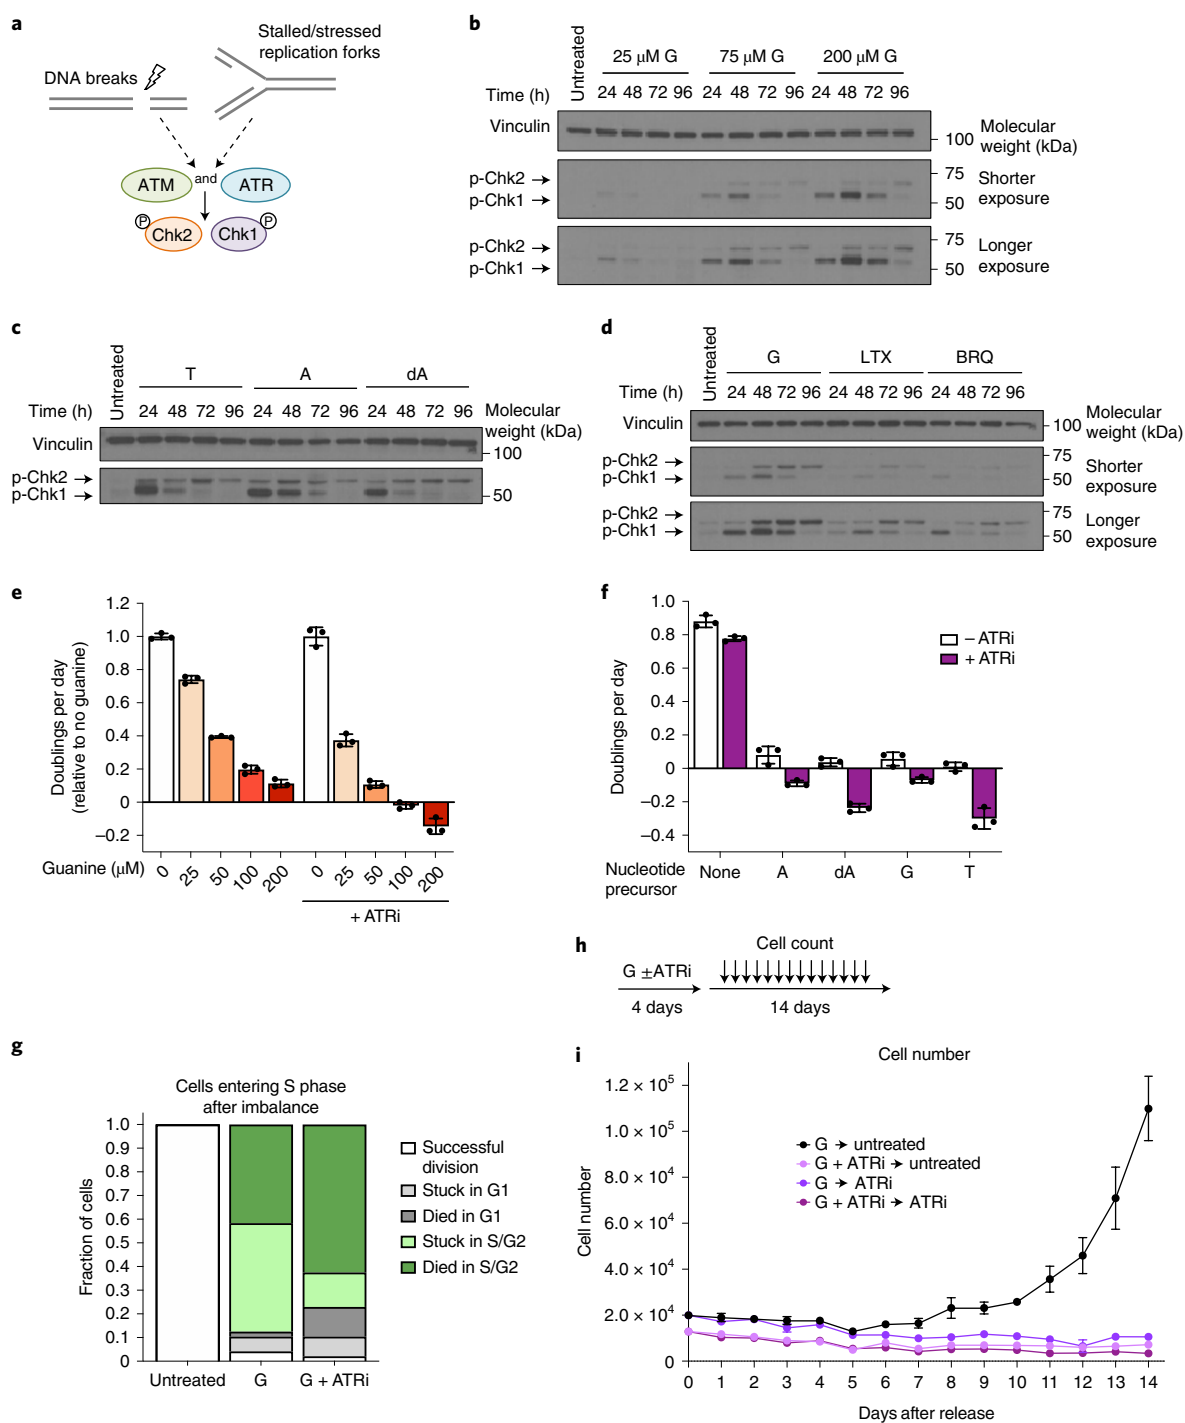 a
Stalled/stressed
replication forks
DNA breaks
ATM
and
ATR
P
Chk2
Chk1
P
b
Untreated
25 μM G
75 μM G
200 μM G
Time (h)
24 48 72 96 24 48 72 96 24 48 72 96
Vinculin
100
Molecular
weight (kDa)
p-Chk2
p-Chk1
75
50
Shorter
exposure
p-Chk2
p-Chk1
75
50
Longer
exposure
c
Untreated
T
A
dA
Time (h)
24 48 72 96 24 48 72 96 24 48 72 96
Molecular
weight (kDa)
Vinculin
100
p-Chk2
p-Chk1
50
d
Untreated
G
LTX
BRQ
Time (h)
24 48 72 96 24 48 72 96 24 48 72 96
Vinculin
100
Molecular
weight (kDa)
p-Chk2
p-Chk1
75
50
Shorter
exposure
p-Chk2
p-Chk1
75
50
Longer
exposure
e
Doublings per day
(relative to no guanine)
1.2
1.0
0.8
0.6
0.4
0.2
0
−0.2
Guanine (μM)
0 25 50 100 200 0 25 50 100 200
+ ATRi
f
Doublings per day
1.0
0.8
0.6
0.4
0.2
0
−0.2
−0.4
– ATRi
+ ATRi
Nucleotide
precursor
None A dA G T
g
Cells entering S phase
after imbalance
Fraction of cells
1.0
0.9
0.8
0.7
0.6
0.5
0.4
0.3
0.2
0.1
0
Untreated G G + ATRi
Successful
division
Stuck in G1
Died in G1
Stuck in S/G2
Died in S/G2
h
Cell count
G ±ATRi
4 days
14 days
i
Cell number
Cell number
1.2 × 10⁵
1.0 × 10⁵
8.0 × 10⁴
6.0 × 10⁴
4.0 × 10⁴
2.0 × 10⁴
0
G → untreated
G + ATRi → untreated
G → ATRi
G + ATRi → ATRi
0 1 2 3 4 5 6 7 8 9 10 11 12 13 14
Days after release